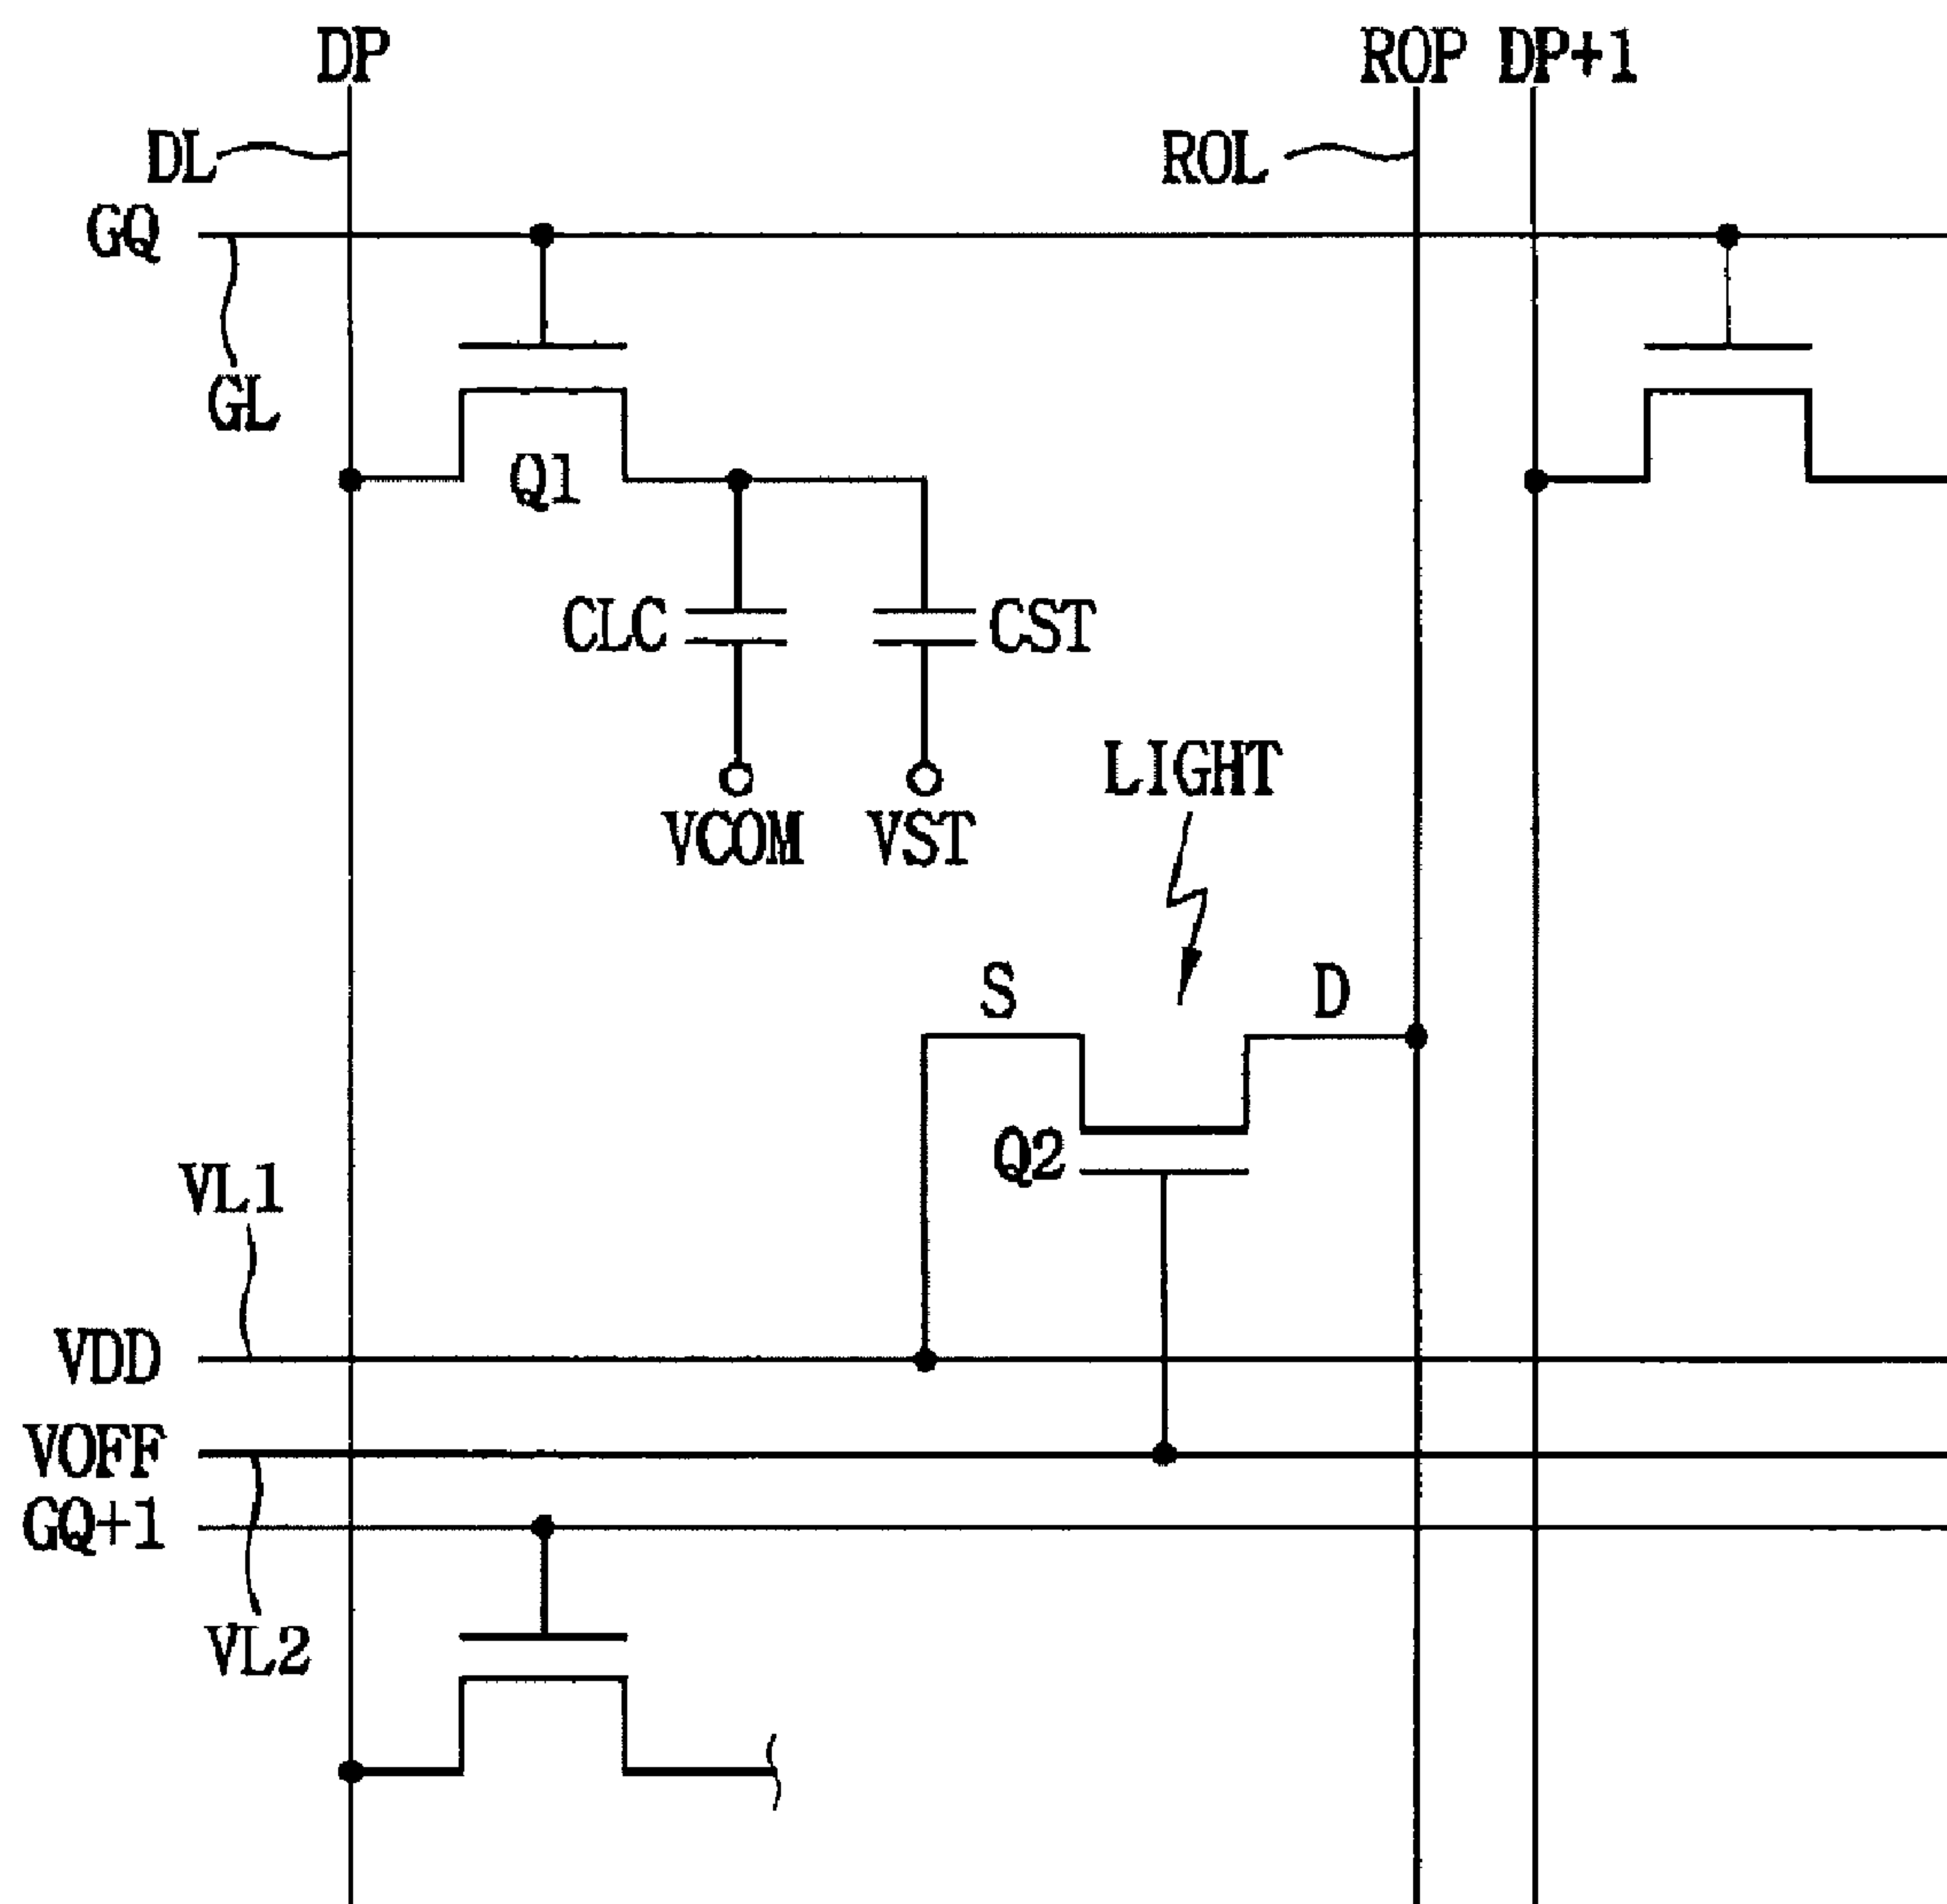 DP
ROP
DP+1
DL
ROL
GQ
GL
Q1
CLC
CST
LIGHT
VCOM
VST
S
D
Q2
VL1
VDD
VOFF
GQ+1
VL2